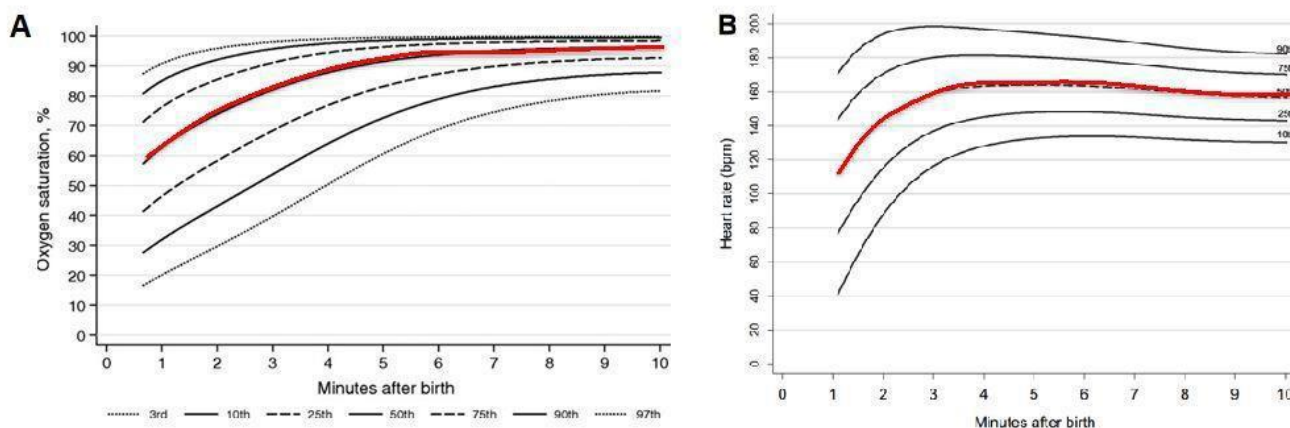 A
Oxygen saturation, %
100
90
80
70
60
50
40
30
20
10
0
0 1 2 3 4 5 6 7 8 9 10
Minutes after birth
3rd 10th 25th 50th 75th 90th 97th
B
Heart rate (bpm)
200
180
160
140
120
100
80
60
40
20
0
0 1 2 3 4 5 6 7 8 9 10
Minutes after birth